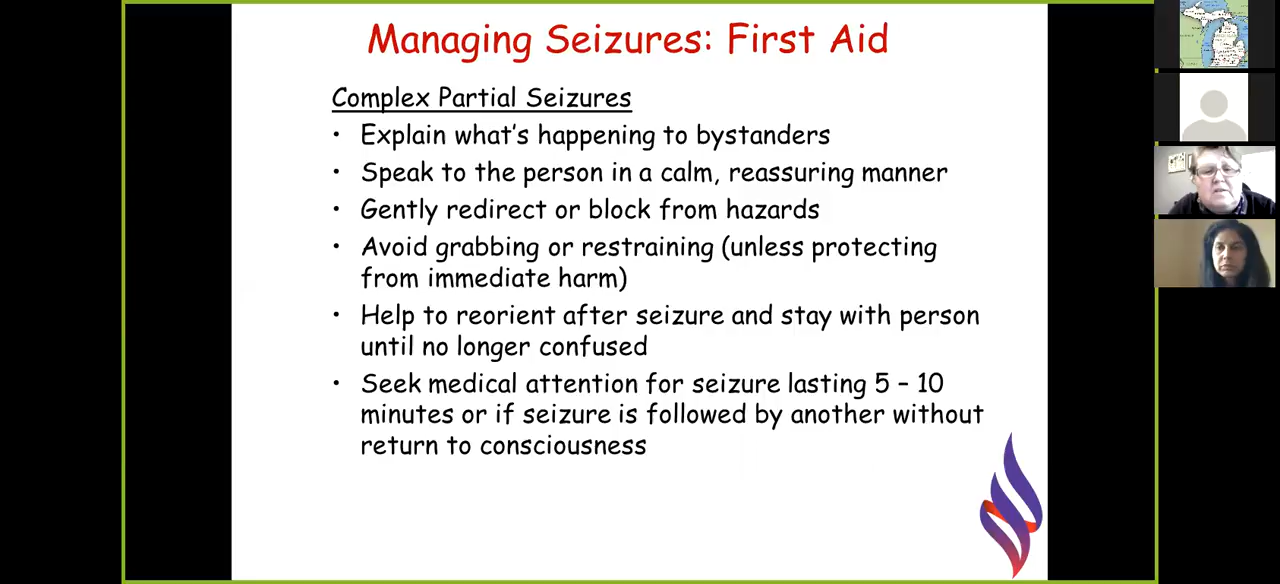 Managing Seizures: First Aid
Complex Partial Seizures
• Explain what's happening to bystanders
• Speak to the person in a calm, reassuring manner
• Gently redirect or block from hazards
• Avoid grabbing or restraining (unless protecting
from immediate harm)
• Help to reorient after seizure and stay with person
until no longer confused
• Seek medical attention for seizure lasting 5 – 10
minutes or if seizure is followed by another without
return to consciousness